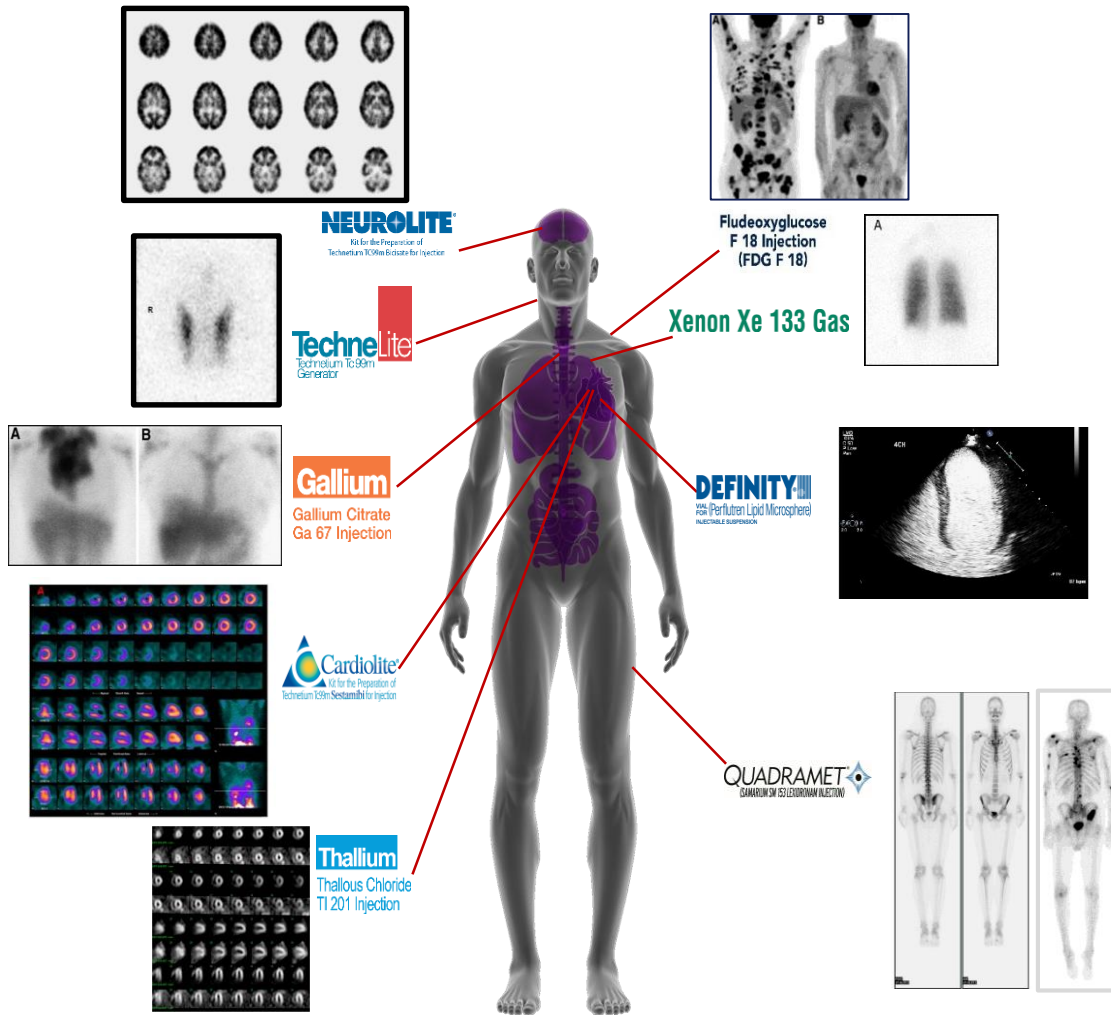 A
B
NEUROLITE®
Kit for the Preparation of
Technetium TC99m Bicisate for Injection
Fludeoxyglucose
F 18 Injection
(FDG F 18)
A
R
TechneLite®
Technetium Tc 99m
Generator
Xenon Xe 133 Gas
A
B
Gallium
Gallium Citrate
Ga 67 Injection
4CH
DEFINITY®
VIAL FOR (Perflutren Lipid Microsphere)
INJECTABLE SUSPENSION
A
Cardiolite®
Kit for the Preparation of
Technetium Tc99m Sestamibi for Injection
QUADRAMET®
(SAMARIUM SM 153 LEXIDRONAM INJECTION)
Thallium
Thallous Chloride
Tl 201 Injection